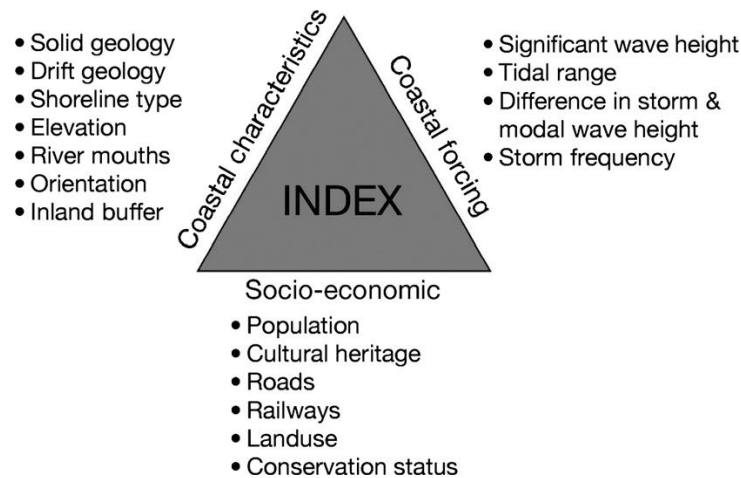 • Solid geology
• Drift geology
• Shoreline type
• Elevation
• River mouths
• Orientation
• Inland buffer
Coastal characteristics
INDEX
Coastal forcing
• Significant wave height
• Tidal range
• Difference in storm &
modal wave height
• Storm frequency
Socio-economic
• Population
• Cultural heritage
• Roads
• Railways
• Landuse
• Conservation status